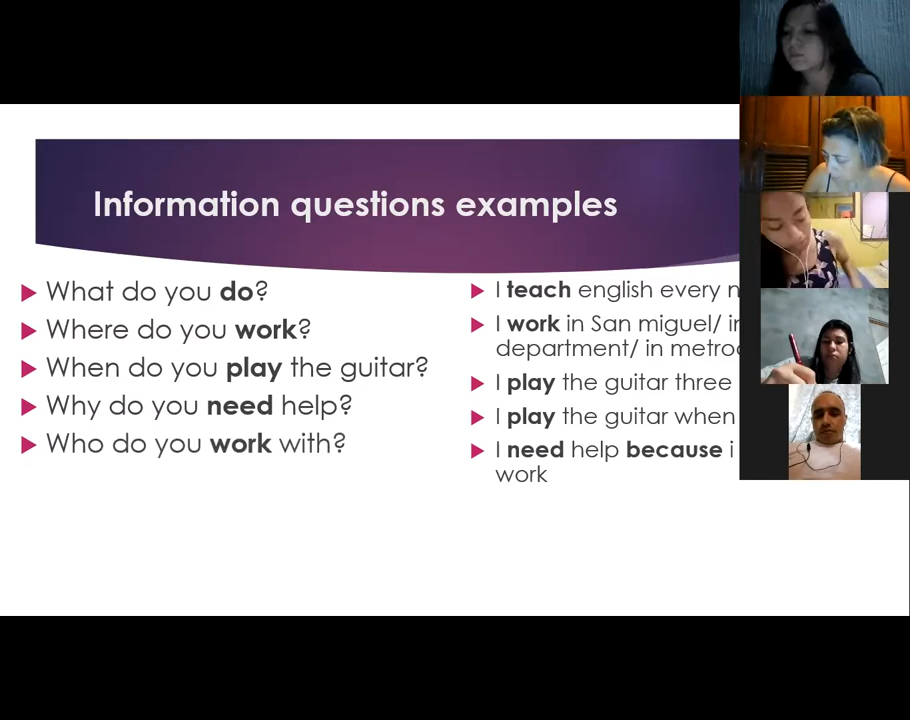 Information questions examples
What do you do?
Where do you work?
When do you play the guitar?
Why do you need help?
Who do you work with?
I teach english every
I work in San miguel/
department/ in
I play the guitar three
I play the guitar when
I need help because i
work